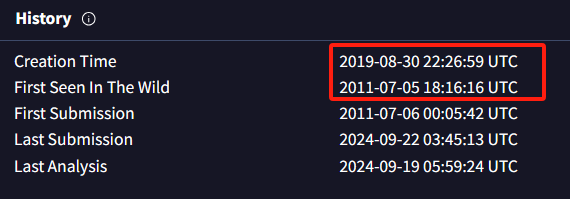 History
Creation Time 2019-08-30 22:26:59 UTC
First Seen In The Wild 2011-07-05 18:16:16 UTC
First Submission 2011-07-06 00:05:42 UTC
Last Submission 2024-09-22 03:45:13 UTC
Last Analysis 2024-09-19 05:59:24 UTC